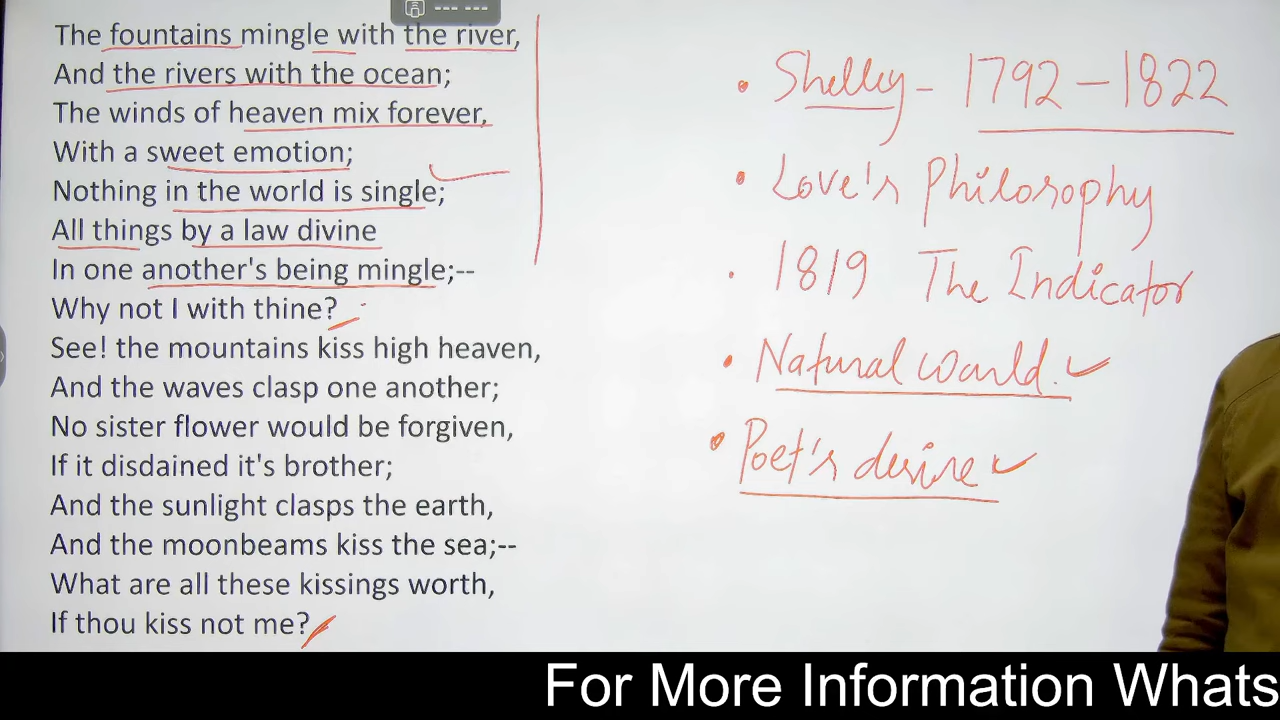 The fountains mingle with the river,
And the rivers with the ocean;
The winds of heaven mix forever,
With a sweet emotion;
Nothing in the world is single;
All things by a law divine
In one another's being mingle;--
Why not I with thine?
See! the mountains kiss high heaven,
And the waves clasp one another;
No sister flower would be forgiven,
If it disdained it's brother;
And the sunlight clasps the earth,
And the moonbeams kiss the sea;--
What are all these kissings worth,
If thou kiss not me?
• Shelley - 1792 - 1822
• Love's Philosophy
• 1819 The Indicator
• Natural world.
• Poet's desire
For More Information Whats